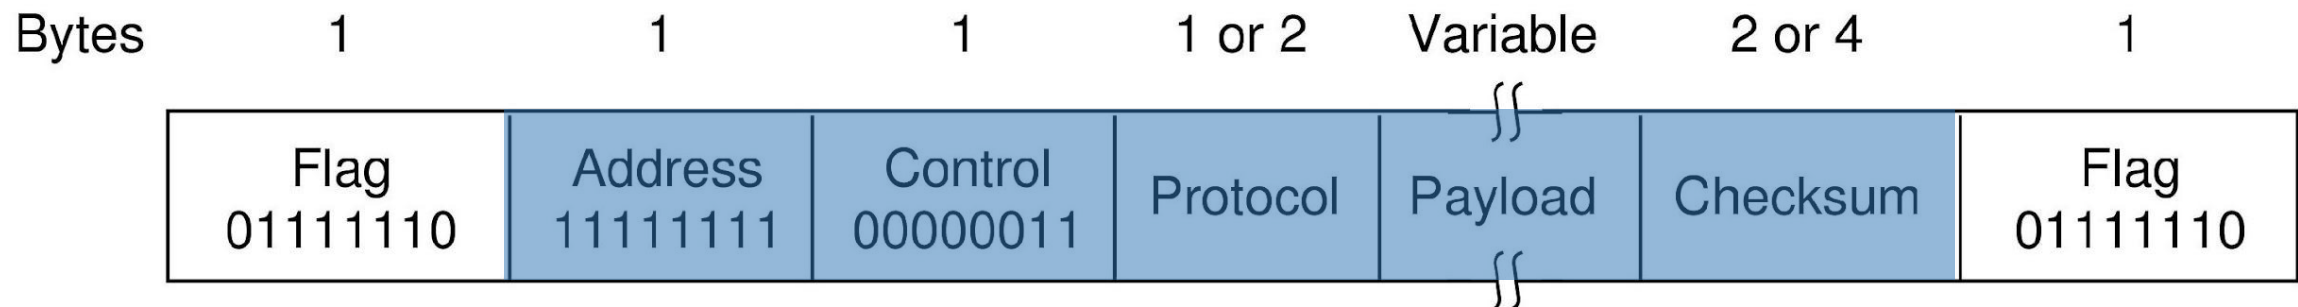 Bytes 1 1 1 1 or 2 Variable 2 or 4 1
Flag Address Control Protocol Payload Checksum Flag
01111110 11111111 00000011 01111110